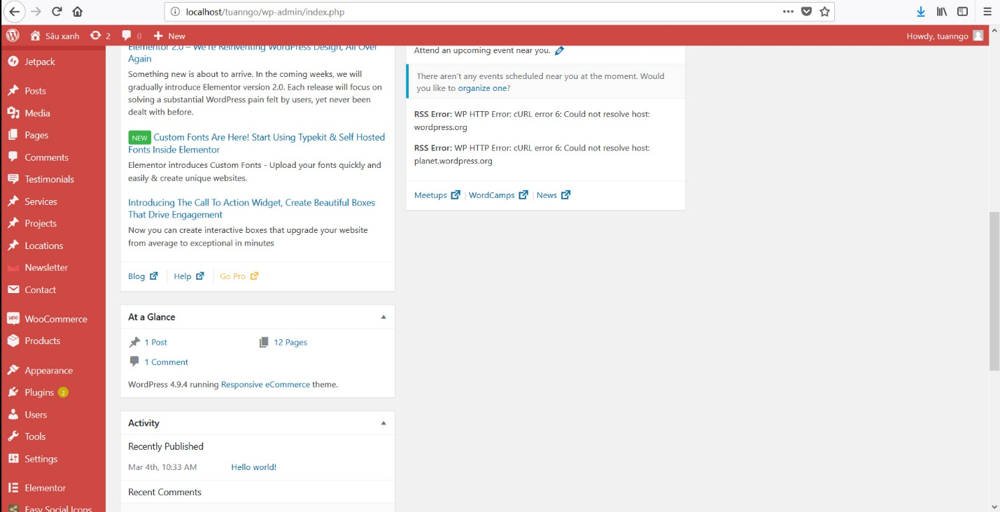 localhost/tuanngo/wp-admin/index.php
Sâu xanh 2 0 New
Howdy, tuanngo
Jetpack
Posts
Media
Pages
Comments
Testimonials
Services
Projects
Locations
Newsletter
Contact
WooCommerce
Products
Appearance
Plugins 2
Users
Tools
Settings
Elementor
Easy Social Icons
Elementor 2.0 – We're Reinventing WordPress Design, All Over
Again
Something new is about to arrive. In the coming weeks, we will
gradually introduce Elementor version 2.0. Each release will focus on
solving a substantial WordPress pain felt by users, yet never been
dealt with before.
NEW Custom Fonts Are Here! Start Using Typekit & Self Hosted
Fonts Inside Elementor
Elementor introduces Custom Fonts - Upload your fonts quickly and
easily & create unique websites.
Introducing The Call To Action Widget, Create Beautiful Boxes
That Drive Engagement
Now you can create interactive boxes that upgrade your website
from average to exceptional in minutes
Blog Help Go Pro
At a Glance
1 Post 12 Pages
1 Comment
WordPress 4.9.4 running Responsive eCommerce theme.
Activity
Recently Published
Mar 4th, 10:33 AM Hello world!
Recent Comments
Attend an upcoming event near you.
There aren't any events scheduled near you at the moment. Would
you like to organize one?
RSS Error: WP HTTP Error: cURL error 6: Could not resolve host:
wordpress.org
RSS Error: WP HTTP Error: cURL error 6: Could not resolve host:
planet.wordpress.org
Meetups | WordCamps | News